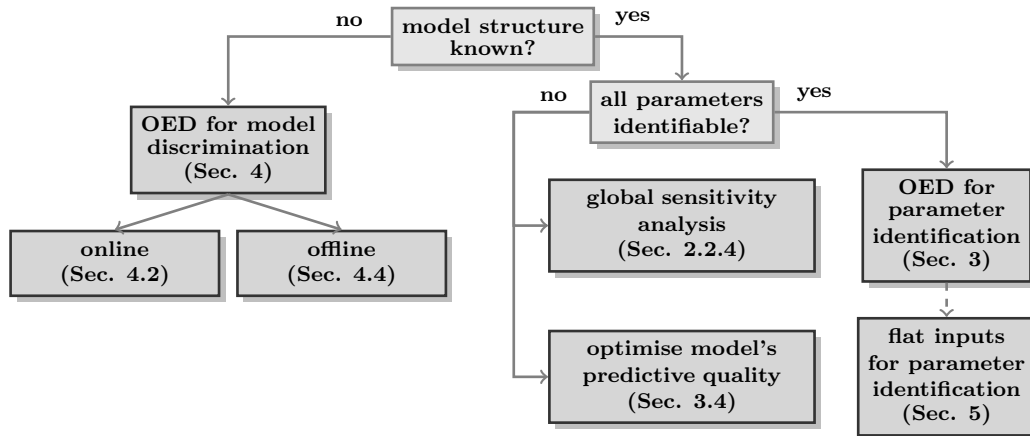 no
model structure
known?
yes
no
all parameters
identifiable?
yes
OED for model
discrimination
(Sec. 4)
online
(Sec. 4.2)
offline
(Sec. 4.4)
global sensitivity
analysis
(Sec. 2.2.4)
optimise model's
predictive quality
(Sec. 3.4)
OED for
parameter
identification
(Sec. 3)
flat inputs
for parameter
identification
(Sec. 5)